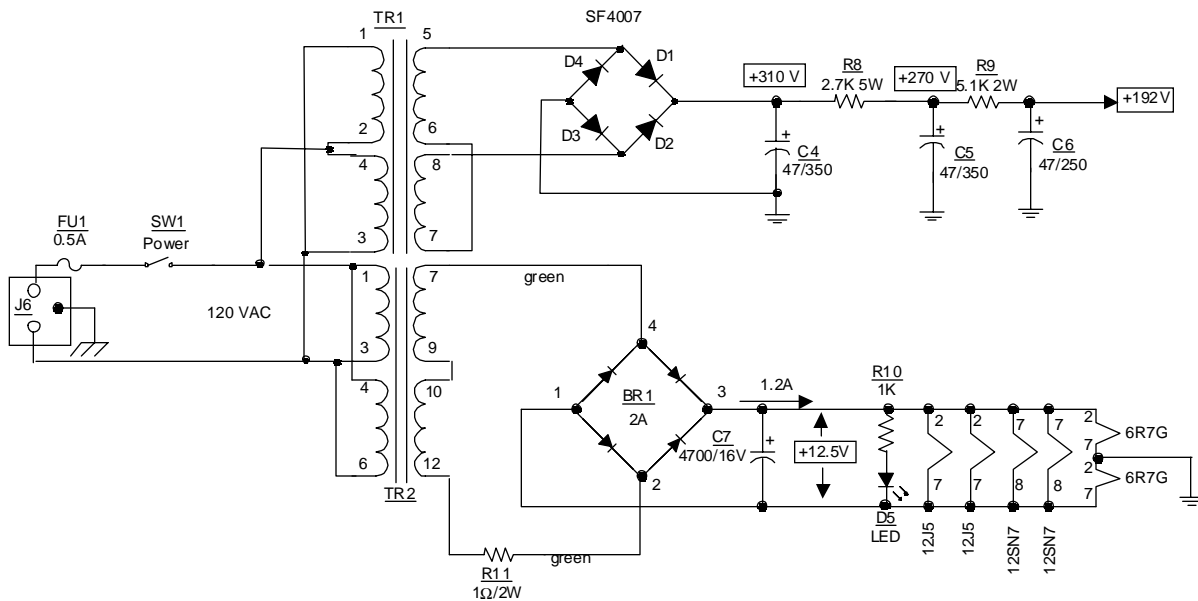 TR1
SF4007
1
5
D4
D1
+310 V
R8
2.7K 5W
+270 V
R9
5.1K 2W
+192V
2
6
D3
D2
4
8
C4
47/350
C5
47/350
C6
47/250
3
7
FU1
0.5A
SW1
Power
J6
120 VAC
1
7
green
3
9
4
10
6
12
TR2
4
1
BR1
2A
3
2
1.2A
C7
4700/16V
+12.5V
R10
1K
D5
LED
2
7
12J5
2
7
12J5
7
8
12SN7
7
8
12SN7
2
7
6R7G
2
7
6R7G
green
R11
1Ω/2W